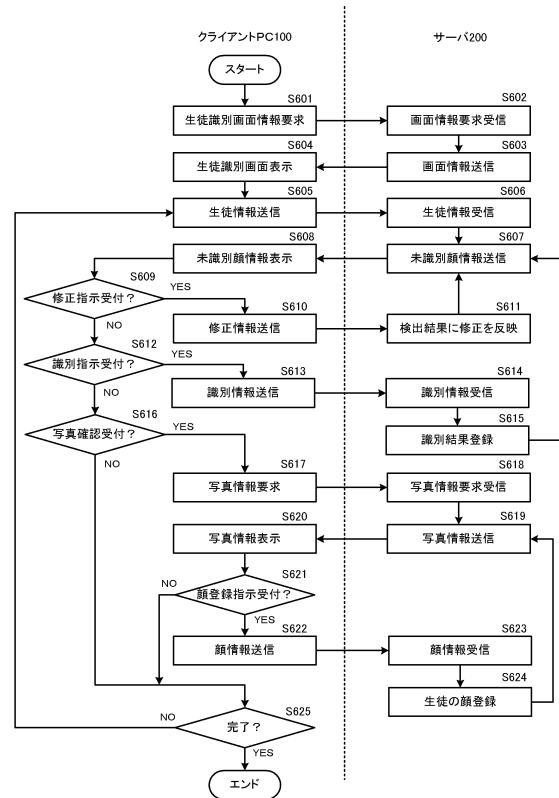 クライアントPC100
サーバ200
スタート
S601
生徒識別画面情報要求
S602
画面情報要求受信
S603
画面情報送信
S604
生徒識別画面表示
S605
生徒情報送信
S606
生徒情報受信
S607
未識別顔情報送信
S608
未識別顔情報表示
S609
修正指示受付？
YES
NO
S610
修正情報送信
S611
検出結果に修正を反映
S612
識別指示受付？
YES
NO
S613
識別情報送信
S614
識別情報受信
S615
識別結果登録
S616
写真確認受付？
YES
NO
S617
写真情報要求
S618
写真情報要求受信
S619
写真情報送信
S620
写真情報表示
S621
顔登録指示受付？
NO
YES
S622
顔情報送信
S623
顔情報受信
S624
生徒の顔登録
S625
完了？
NO
YES
エンド